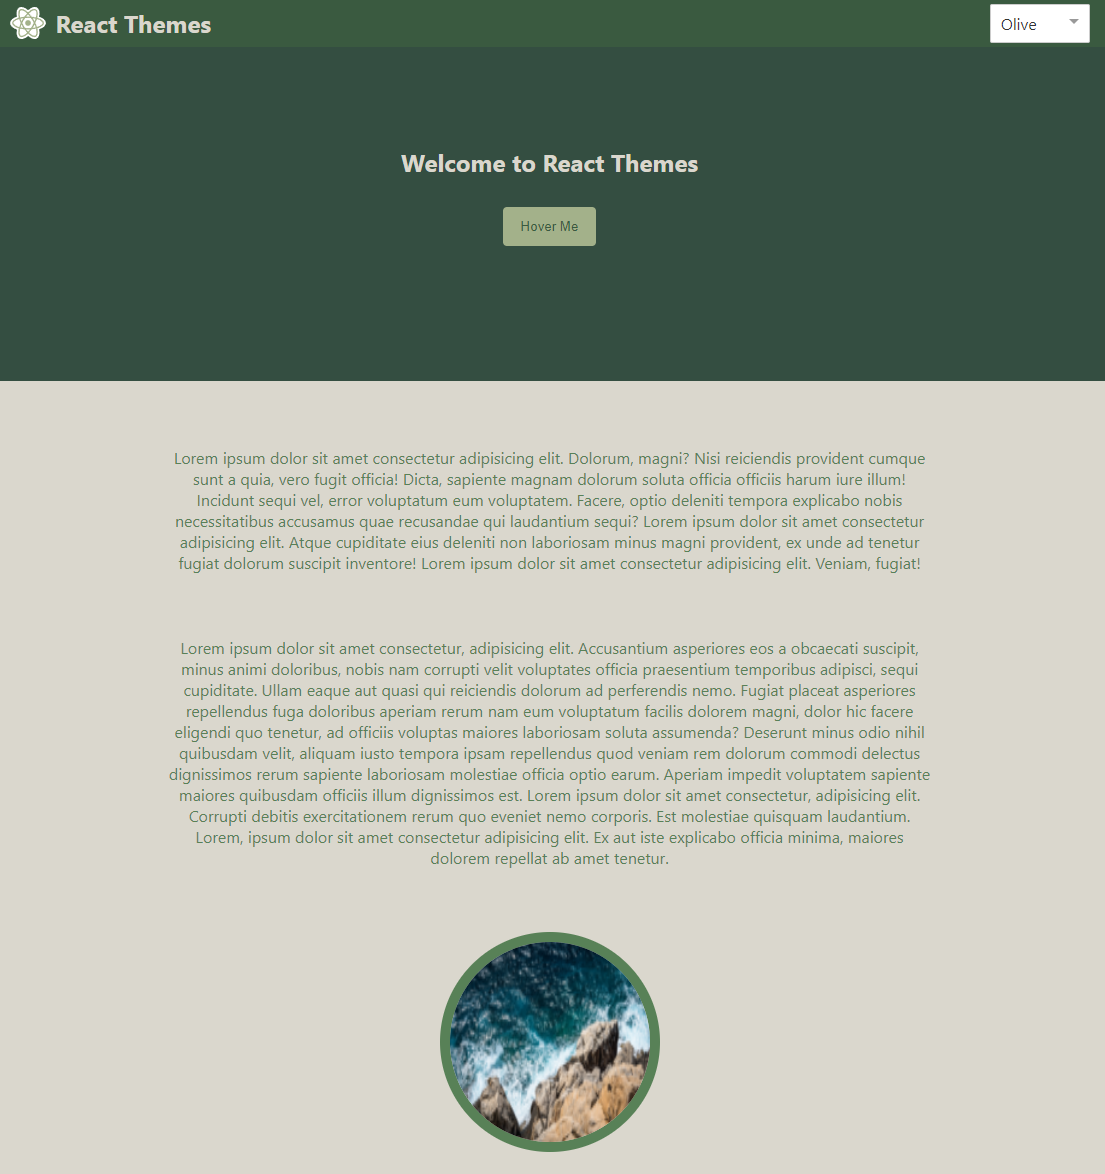 React Themes
Olive
Welcome to React Themes
Hover Me
Lorem ipsum dolor sit amet consectetur adipisicing elit. Dolorum, magni? Nisi reiciendis provident cumque
sunt a quia, vero fugit officia! Dicta, sapiente magnam dolorum soluta officia officiis harum iure illum!
Incidunt sequi vel, error voluptatum eum voluptatem. Facere, optio deleniti tempora explicabo nobis
necessitatibus accusamus quae recusandae qui laudantium sequi? Lorem ipsum dolor sit amet consectetur
adipisicing elit. Atque cupiditate eius deleniti non laboriosam minus magni provident, ex unde ad tenetur
fugiat dolorum suscipit inventore! Lorem ipsum dolor sit amet consectetur adipisicing elit. Veniam, fugiat!
Lorem ipsum dolor sit amet consectetur, adipisicing elit. Accusantium asperiores eos a obcaecati suscipit,
minus animi doloribus, nobis nam corrupti velit voluptates officia praesentium temporibus adipisci, sequi
cupiditate. Ullam eaque aut quasi qui reiciendis dolorum ad perferendis nemo. Fugiat placeat asperiores
repellendus fuga doloribus aperiam rerum nam eum voluptatum facilis dolorem magni, dolor hic facere
eligendi quo tenetur, ad officiis voluptas maiores laboriosam soluta assumenda? Deserunt minus odio nihil
quibusdam velit, aliquam iusto tempora ipsam repellendus quod veniam rem dolorum commodi delectus
dignissimos rerum sapiente laboriosam molestiae officia optio earum. Aperiam impedit voluptatem sapiente
maiores quibusdam officiis illum dignissimos est. Lorem ipsum dolor sit amet consectetur, adipisicing elit.
Corrupti debitis exercitationem rerum quo eveniet nemo corporis. Est molestiae quisquam laudantium.
Lorem, ipsum dolor sit amet consectetur adipisicing elit. Ex aut iste explicabo officia minima, maiores
dolorem repellat ab amet tenetur.